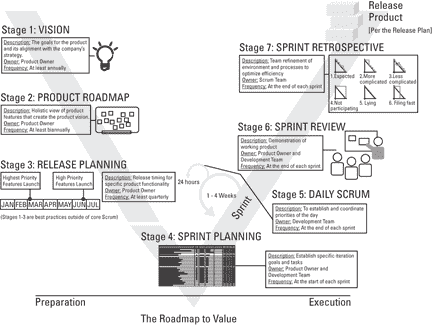 Release
Product
[Per the Release Plan]
Stage 1: VISION
Description: The goals for the product
and its alignment with the company's
strategy.
Owner: Product Owner
Frequency: At least annually
Stage 2: PRODUCT ROADMAP
Description: Holistic view of product
features that create the product vision.
Owner: Product Owner
Frequency: At least biannually
Stage 3: RELEASE PLANNING
Highest Priority
Features Launch
High Priority
Features Launch
JAN FEB MAR APR MAY JUN JUL
Description: Release timing for
specific product functionality
Owner: Product Owner
Frequency: At least quarterly
(Stages 1-3 are best practices outside of core Scrum)
Stage 4: SPRINT PLANNING
Description: Establish specific iteration
goals and tasks
Owner: Product Owner and
Development Team
Frequency: At the start of each sprint
24 hours
1 - 4 Weeks
Sprint
Stage 5: DAILY SCRUM
Description: To establish and coordinate
priorities of the day
Owner: Development Team
Frequency: At the end of each sprint
Stage 6: SPRINT REVIEW
Description: Demonstration of
working product
Owner: Product Owner and
Development Team
Frequency: At the end of each sprint
Stage 7: SPRINT RETROSPECTIVE
Description: Team refinement of
environment and processes to
optimize efficiency
Owner: Scrum Team
Frequency: At the end of each sprint
1.Expected
2.More complicated
3.Less complicated
4.Not participating
5. Lying
6. Filing fast
Preparation
Execution
The Roadmap to Value